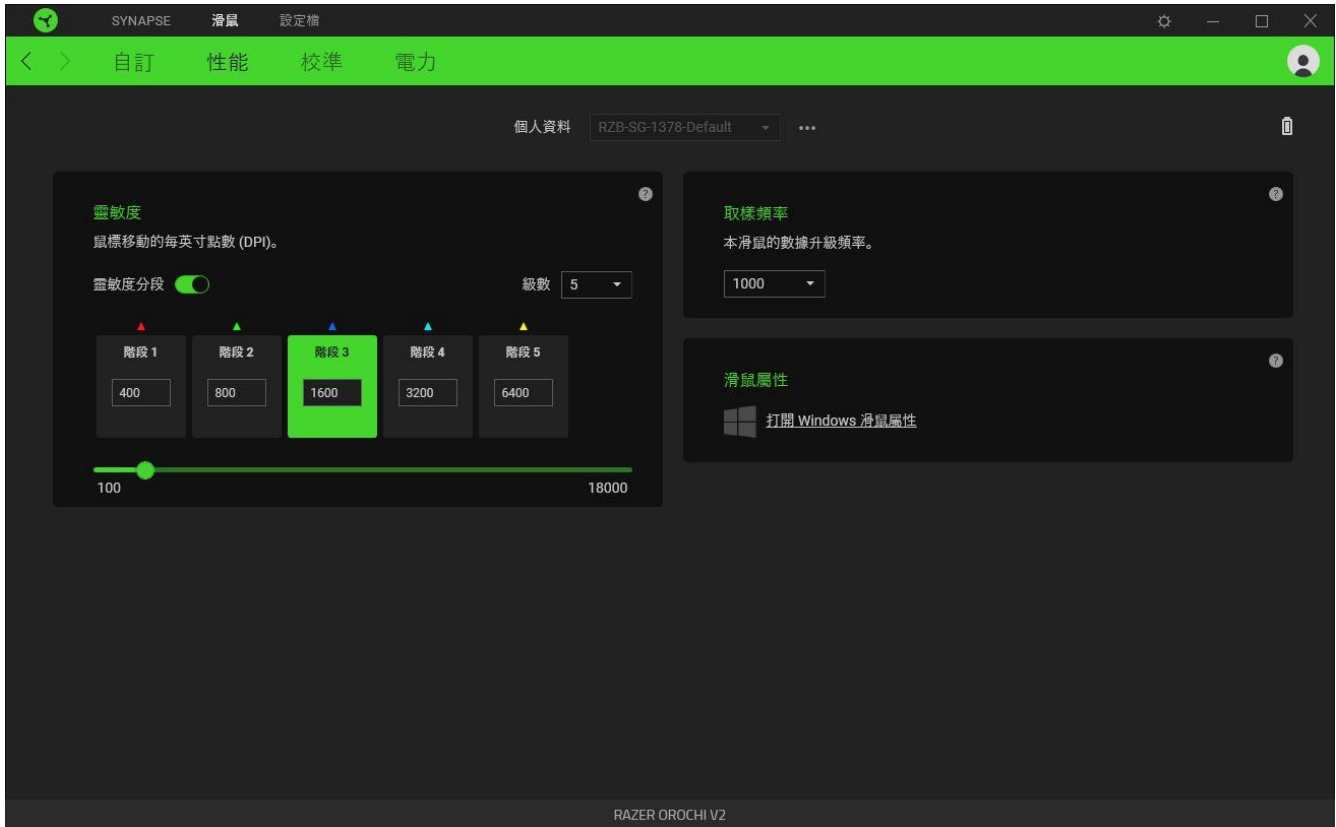 SYNAPSE 滑鼠 設定檔
自訂 性能 校準 電力
個人資料 RZB-SG-1378-Default
靈敏度
鼠標移動的每英寸點數 (DPI)。
靈敏度分段 級數 5
階段 1 階段 2 階段 3 階段 4 階段 5
400 800 1600 3200 6400
100 18000
取樣頻率
本滑鼠的數據升級頻率。
1000
滑鼠屬性
打開 Windows 滑鼠屬性
RAZER OROCHI V2